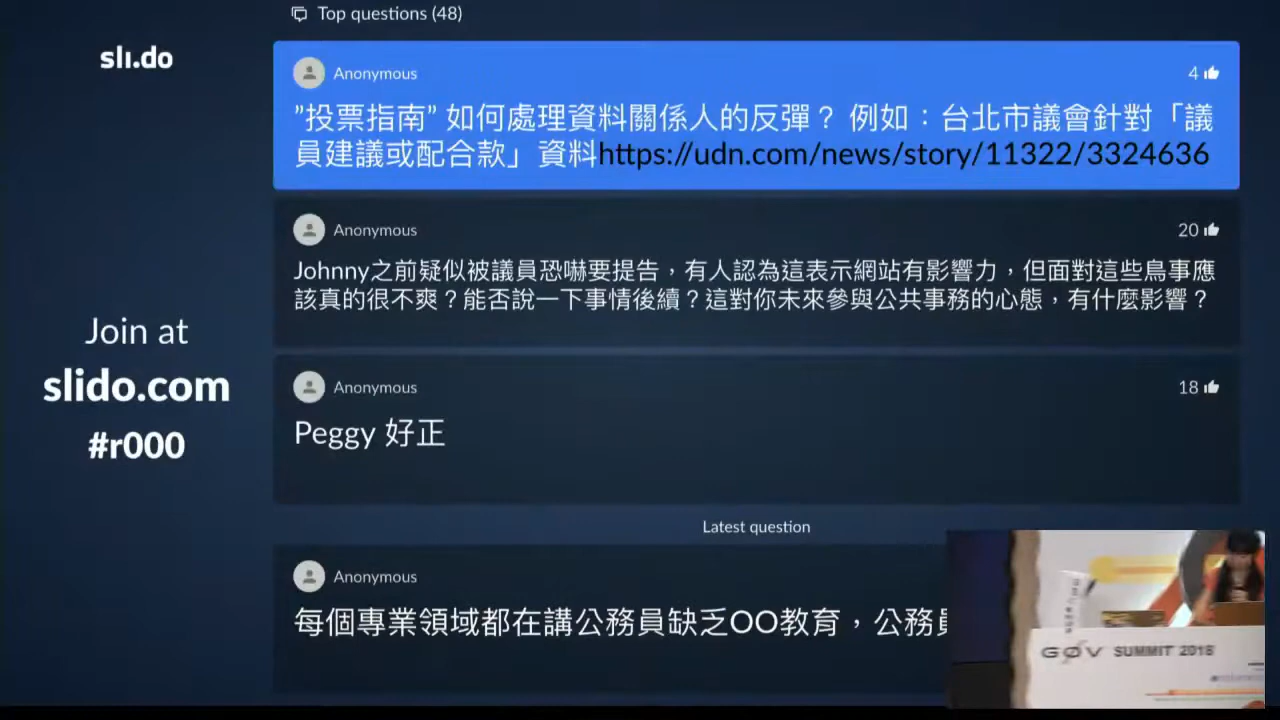 Top questions (48)
sli.do
Anonymous
4
”投票指南” 如何處理資料關係人的反彈？ 例如：台北市議會針對「議
員建議或配合款」資料https://udn.com/news/story/11322/3324636
Anonymous
20
Johnny之前疑似被議員恐嚇要提告，有人認為這表示網站有影響力，但面對這些鳥事應
該真的很不爽？能否說一下事情後續？這對你未來參與公共事務的心態，有什麼影響？
Join at
slido.com
#r000
Anonymous
18
Peggy 好正
Latest question
Anonymous
每個專業領域都在講公務員缺乏OO教育，公務員
GØV SUMMIT 2018